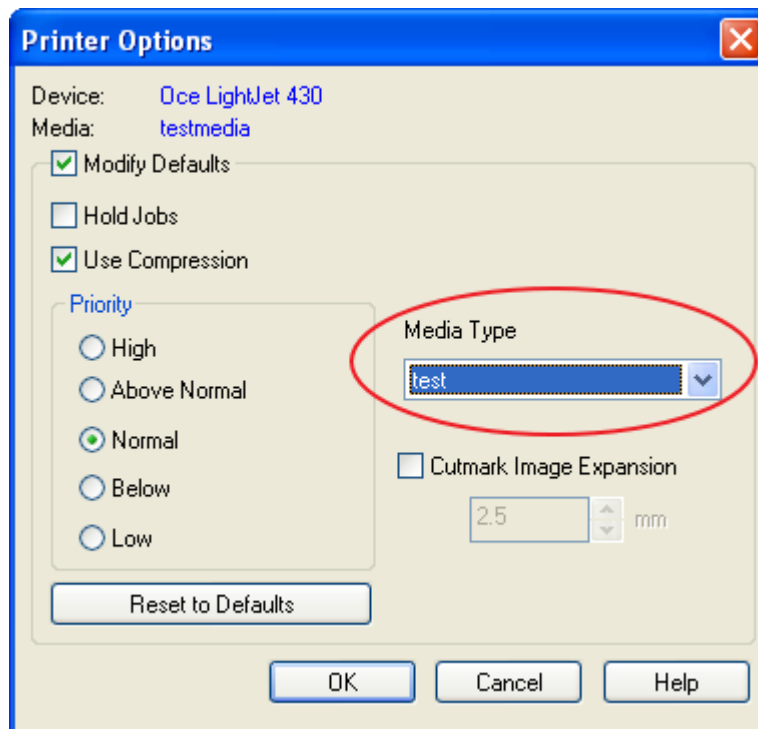 Printer Options
Device: Oce LightJet 430
Media: testmedia
Modify Defaults
Hold Jobs
Use Compression
Priority
High
Above Normal
Normal
Below
Low
Media Type
test
Cutmark Image Expansion
2.5 mm
Reset to Defaults
OK Cancel Help